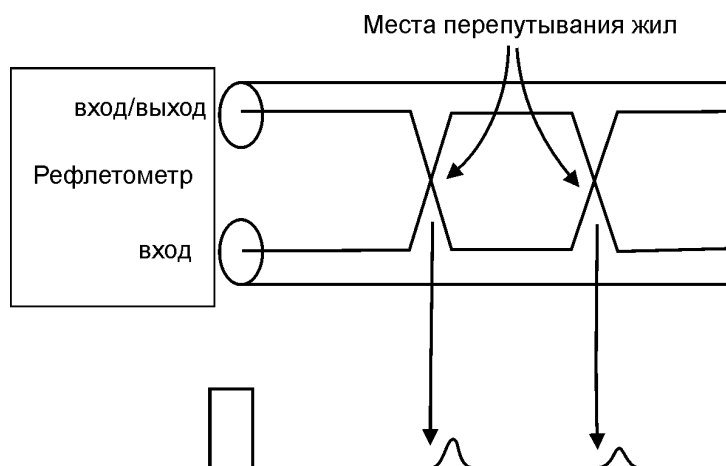 Места перепутывания жил
вход/выход
Рефлетометр
вход